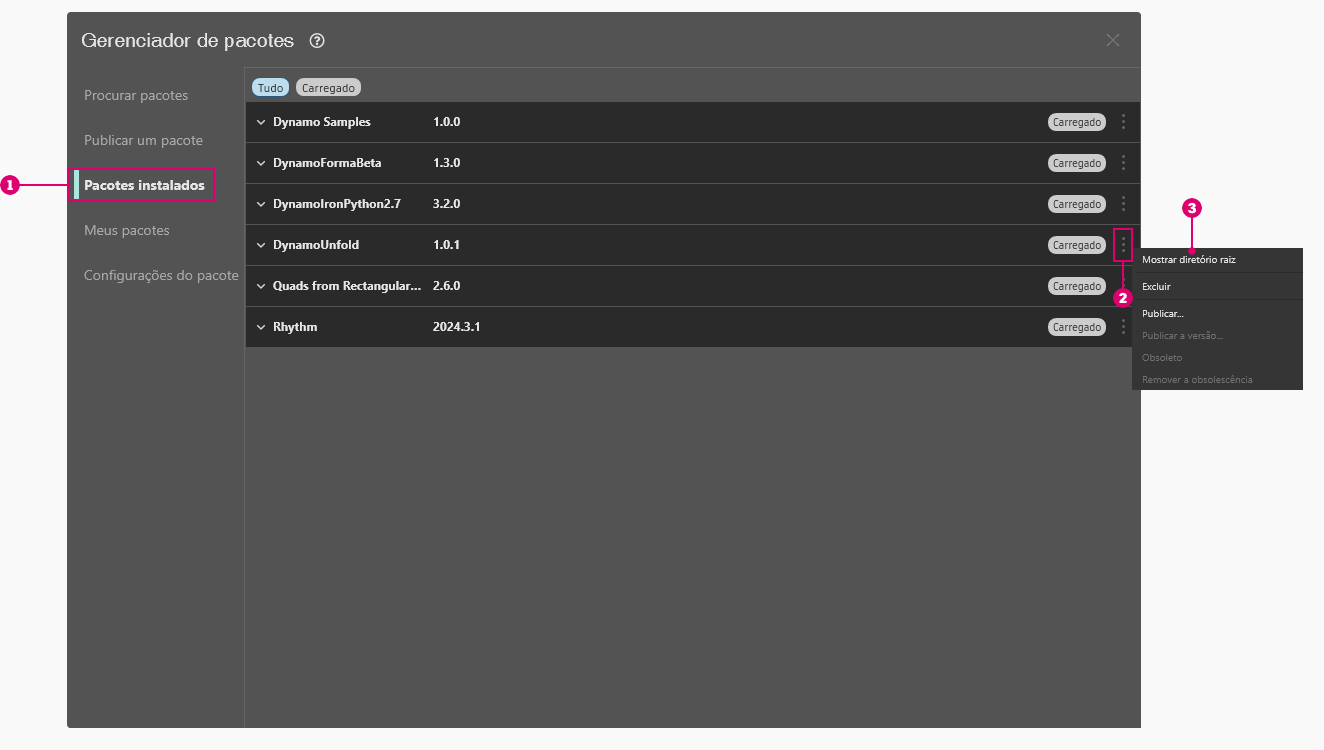 Gerenciador de pacotes ?
Procurar pacotes
Publicar um pacote
1
Pacotes instalados
Meus pacotes
Configurações do pacote
Tudo Carregado
Dynamo Samples 1.0.0 Carregado
DynamoFormaBeta 1.3.0 Carregado
DynamoIronPython2.7 3.2.0 Carregado
DynamoUnfold 1.0.1 Carregado
Quads from Rectangular... 2.6.0 Carregado
Rhythm 2024.3.1 Carregado
2
3
Mostrar diretório raiz
Excluir
Publicar...
Publicar a versão...
Obsoleto
Remover a obsolescência